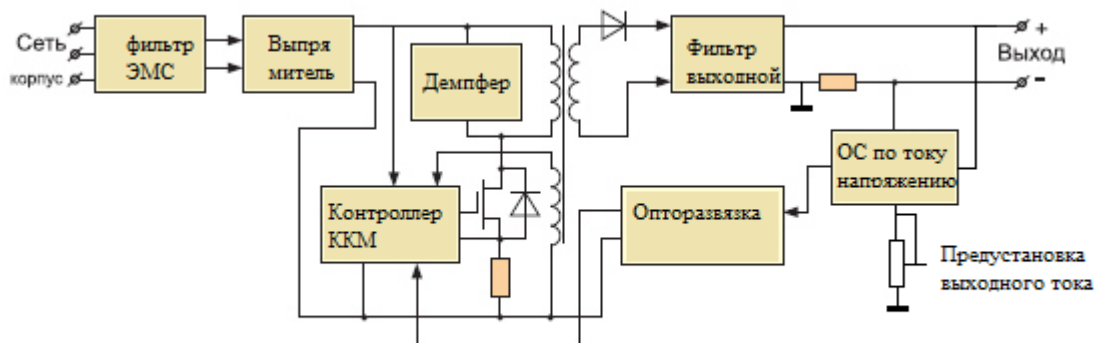 Сеть
корпус
фильтр
ЭМС
Выпря
митель
Демпфер
Фильтр
выходной
+
Выход
-
ОС по току
напряжению
Контроллер
ККМ
Опторазвязка
Предустановка
выходного тока